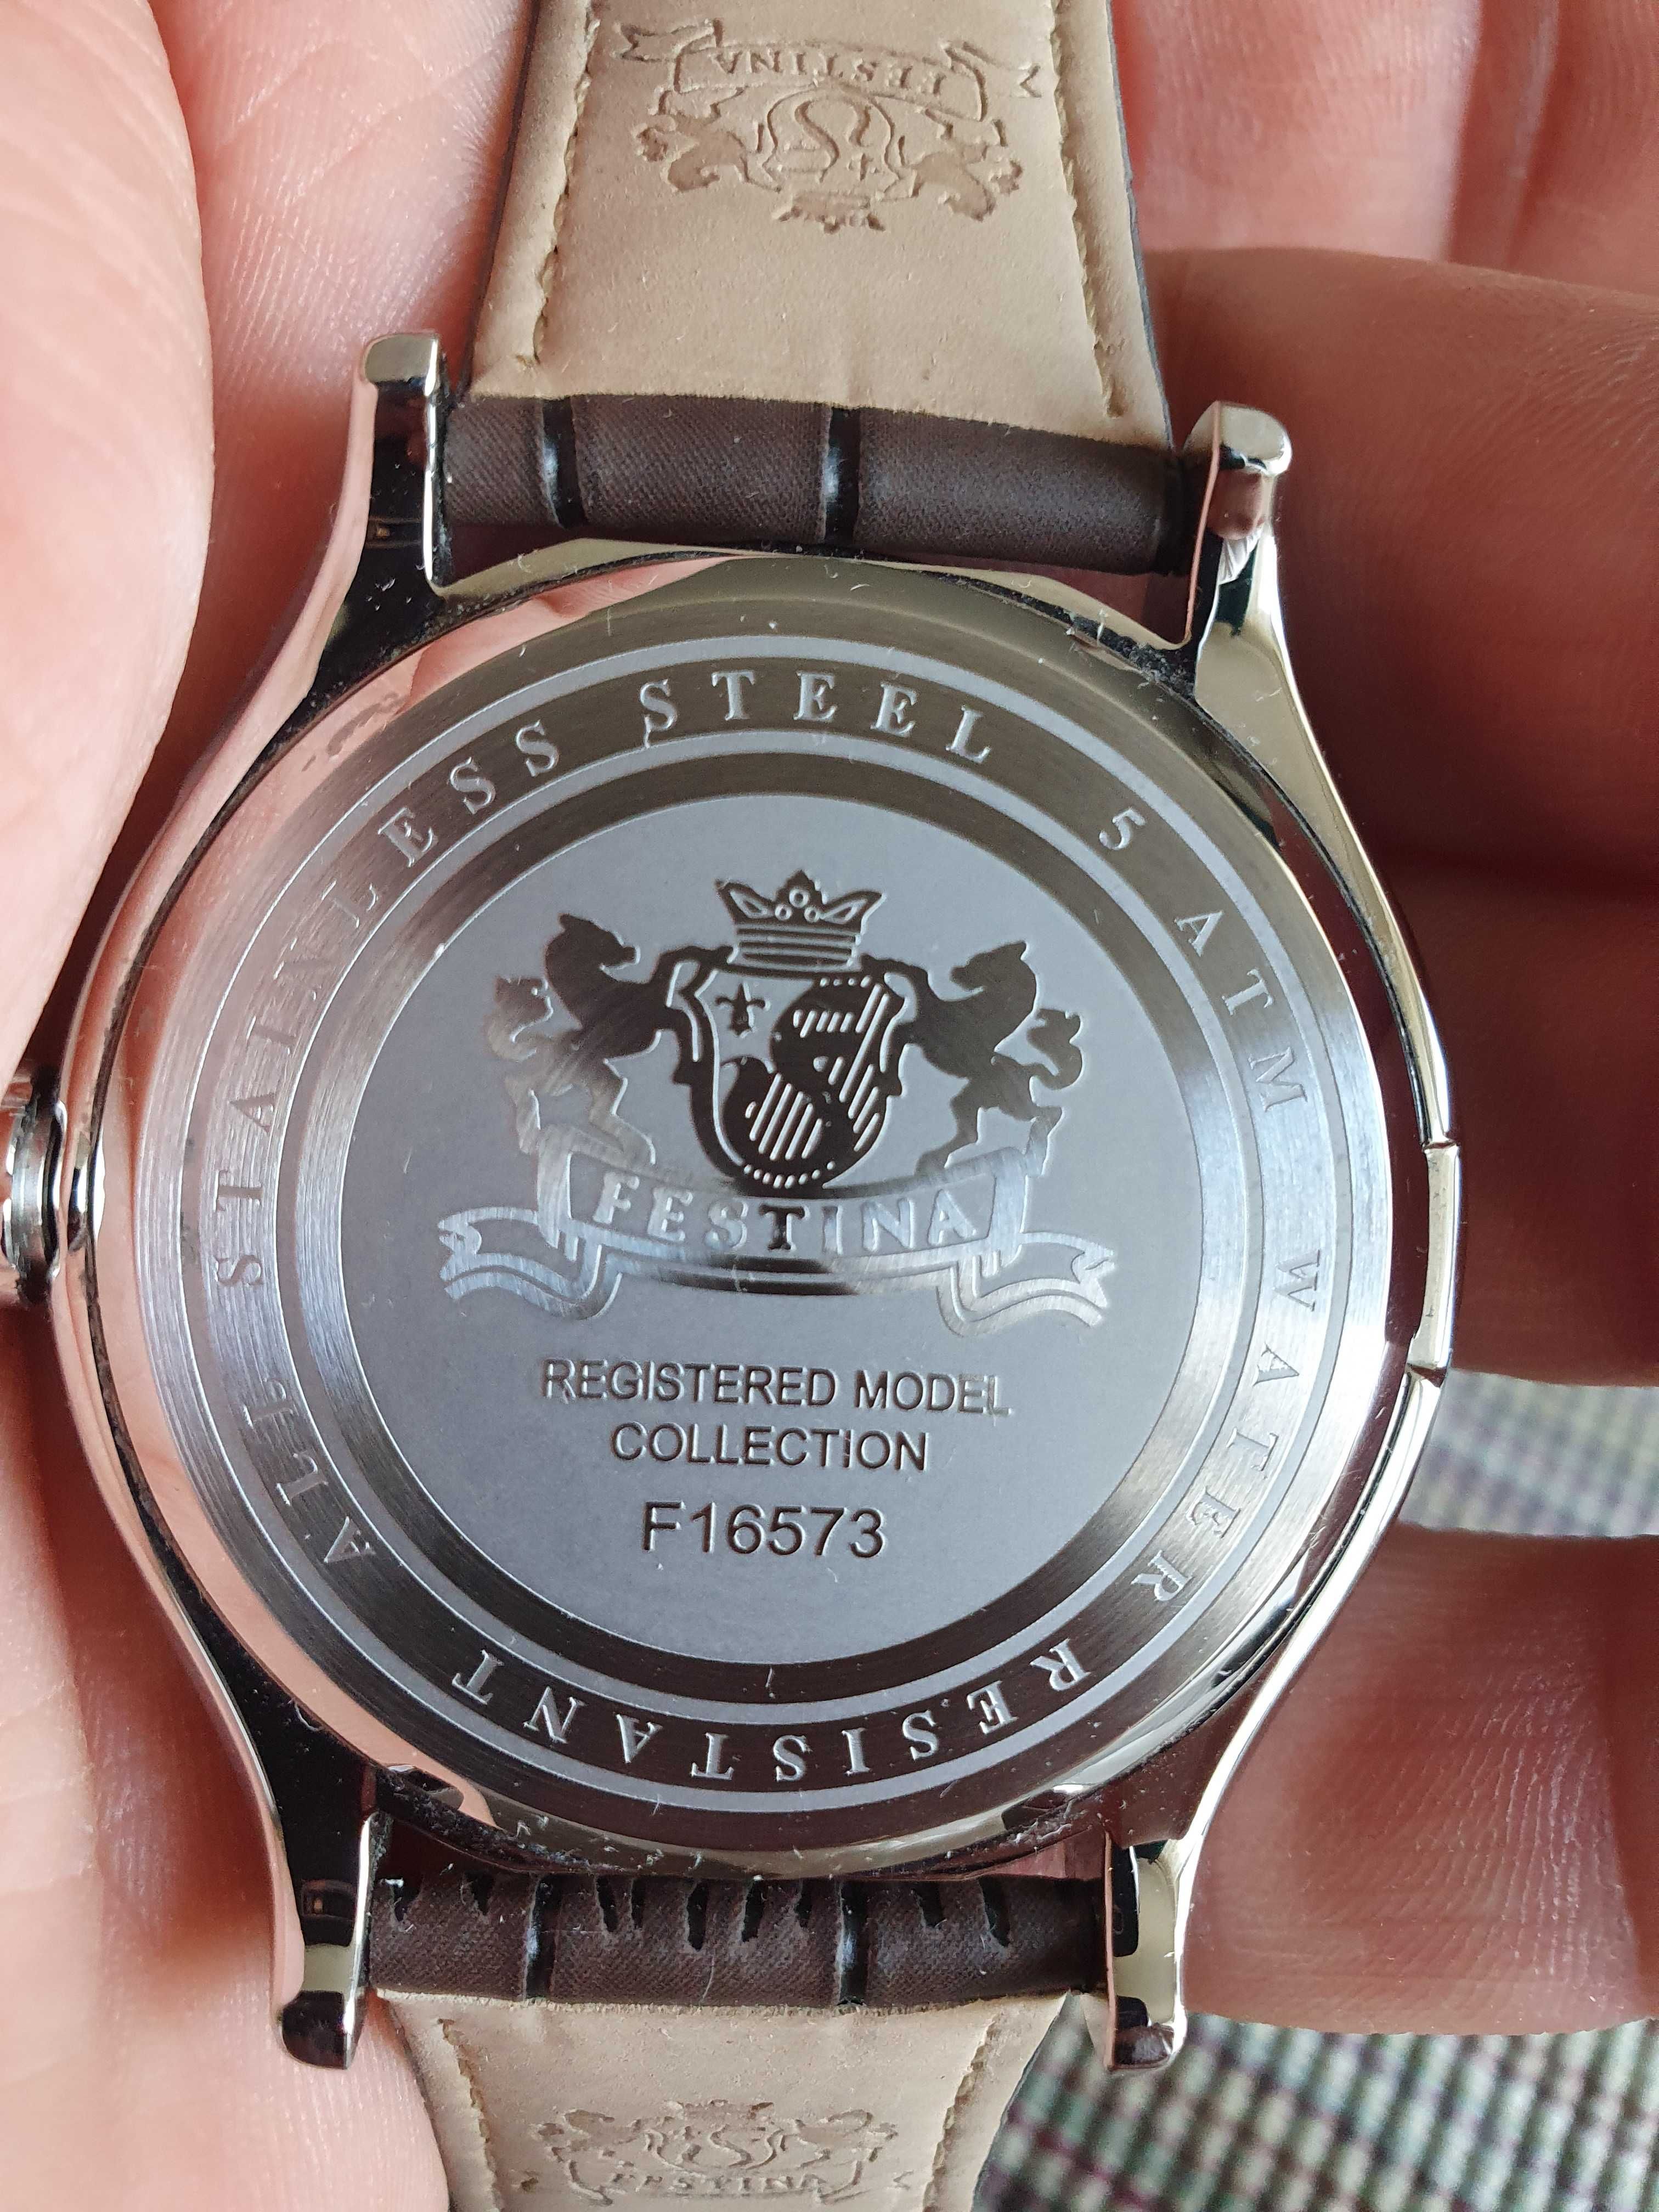 FESTINA
ALL STAINLESS STEEL 5 ATM WATER RESISTANT
FESTINA
REGISTERED MODEL
COLLECTION
F16573
FESTINA